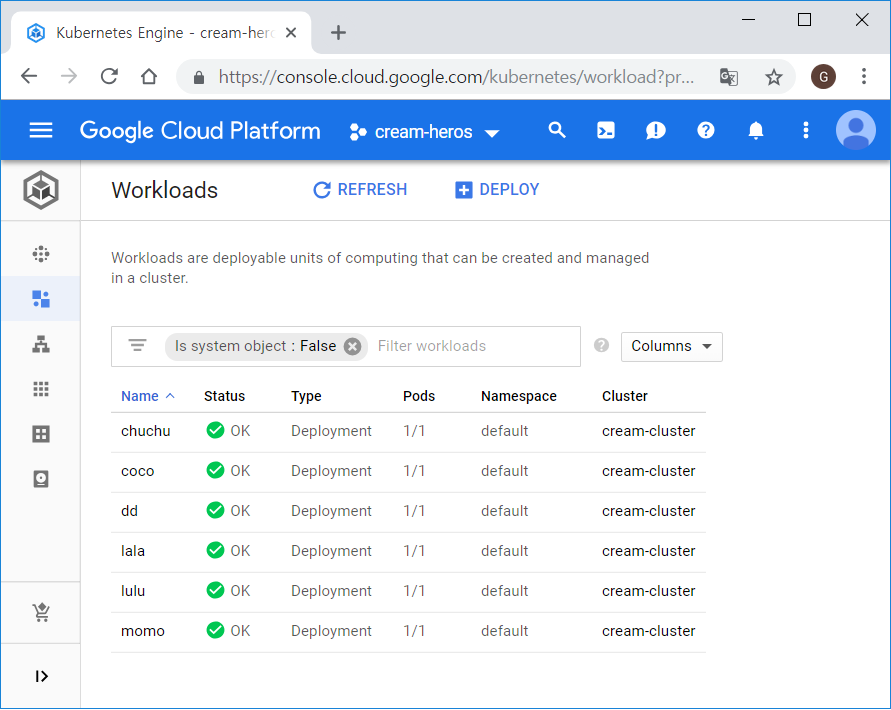 Kubernetes Engine - cream-hero
https://console.cloud.google.com/kubernetes/workload?pr...
G
Google Cloud Platform
cream-heros
Workloads
REFRESH
DEPLOY
Workloads are deployable units of computing that can be created and managed
in a cluster.
Is system object : False
Filter workloads
Columns
Name Status Type Pods Namespace Cluster
chuchu OK Deployment 1/1 default cream-cluster
coco OK Deployment 1/1 default cream-cluster
dd OK Deployment 1/1 default cream-cluster
lala OK Deployment 1/1 default cream-cluster
lulu OK Deployment 1/1 default cream-cluster
momo OK Deployment 1/1 default cream-cluster